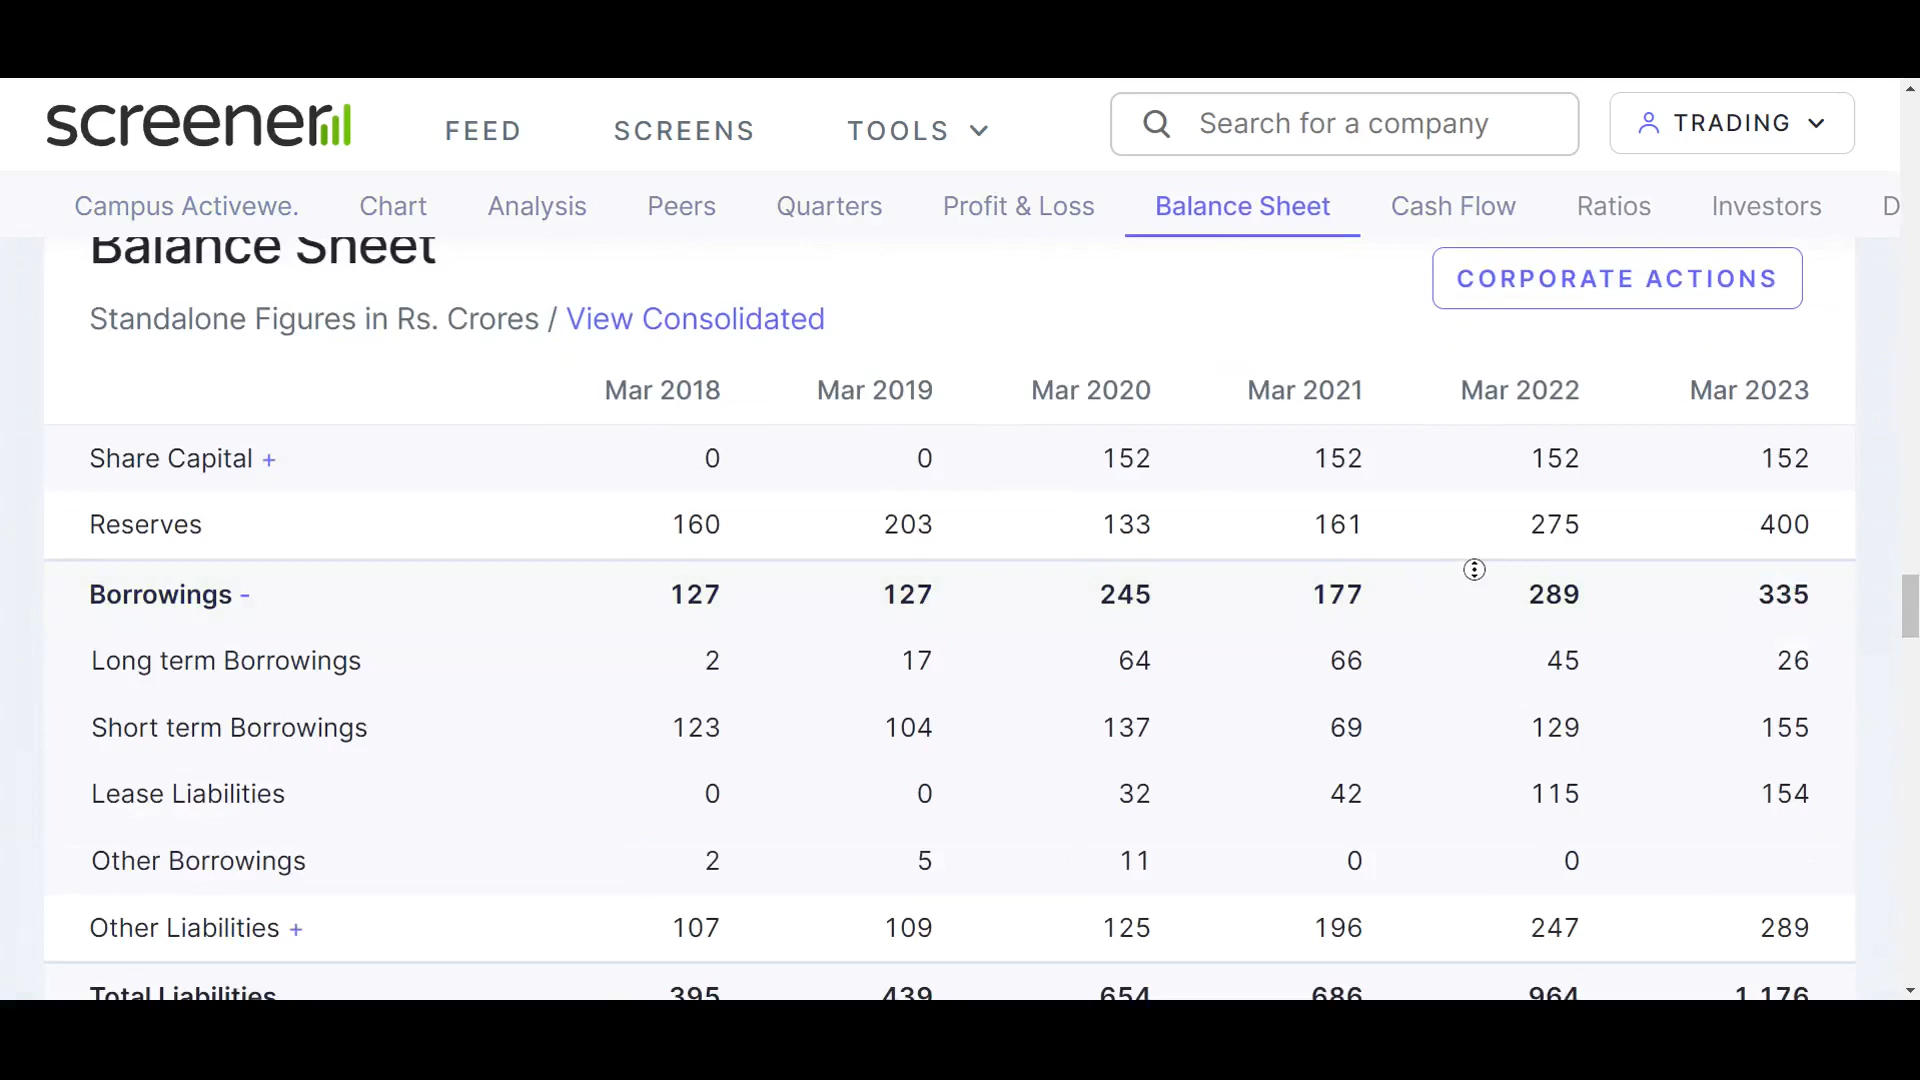 screener
FEED SCREENS TOOLS
Search for a company
TRADING
Campus Activewe. Chart Analysis Peers Quarters Profit & Loss Balance Sheet Cash Flow Ratios Investors D
Balance Sheet
CORPORATE ACTIONS
Standalone Figures in Rs. Crores / View Consolidated
Mar 2018 Mar 2019 Mar 2020 Mar 2021 Mar 2022 Mar 2023
Share Capital + 0 0 152 152 152 152
Reserves 160 203 133 161 275 400
Borrowings - 127 127 245 177 289 335
Long term Borrowings 2 17 64 66 45 26
Short term Borrowings 123 104 137 69 129 155
Lease Liabilities 0 0 32 42 115 154
Other Borrowings 2 5 11 0 0
Other Liabilities + 107 109 125 196 247 289
Total Liabilities 395 439 654 686 964 1,176